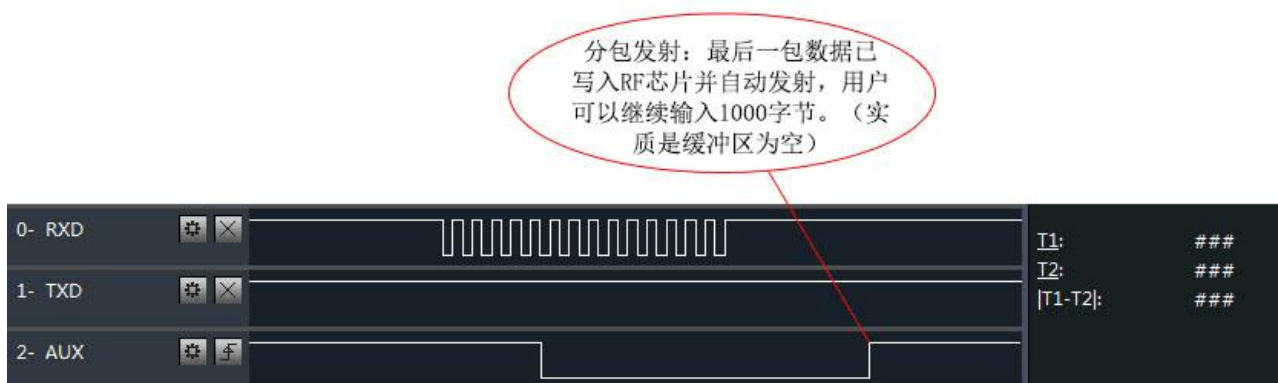 分包发射：最后一包数据已
写入RF芯片并自动发射，用户
可以继续输入1000字节。（实
质是缓冲区为空）
0- RXD
T1: ###
1- TXD
T2: ###
|T1-T2|: ###
2- AUX